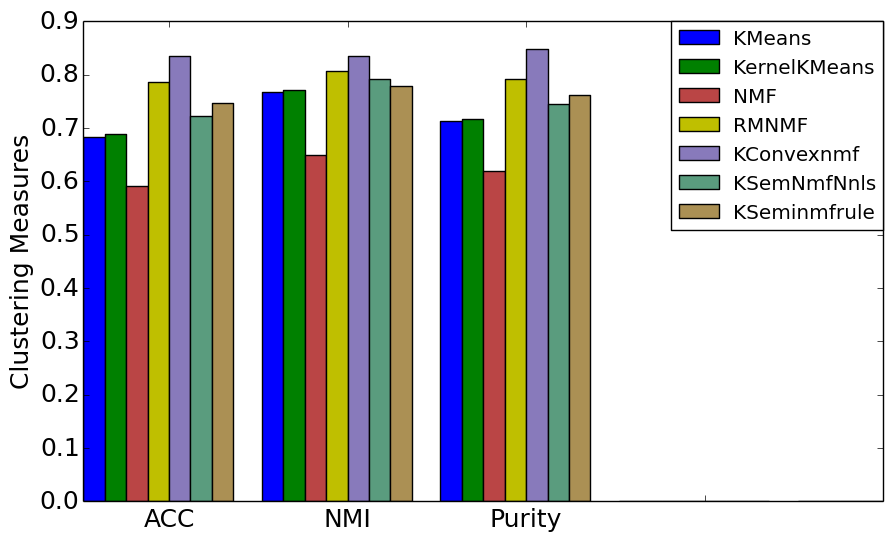 0.9
0.8
0.7
0.6
0.5
0.4
0.3
0.2
0.1
0.0
Clustering Measures
ACC
NMI
Purity
KMeans
KernelKMeans
NMF
RMNMF
KConvexnmf
KSemNmfNnls
KSeminmfrule